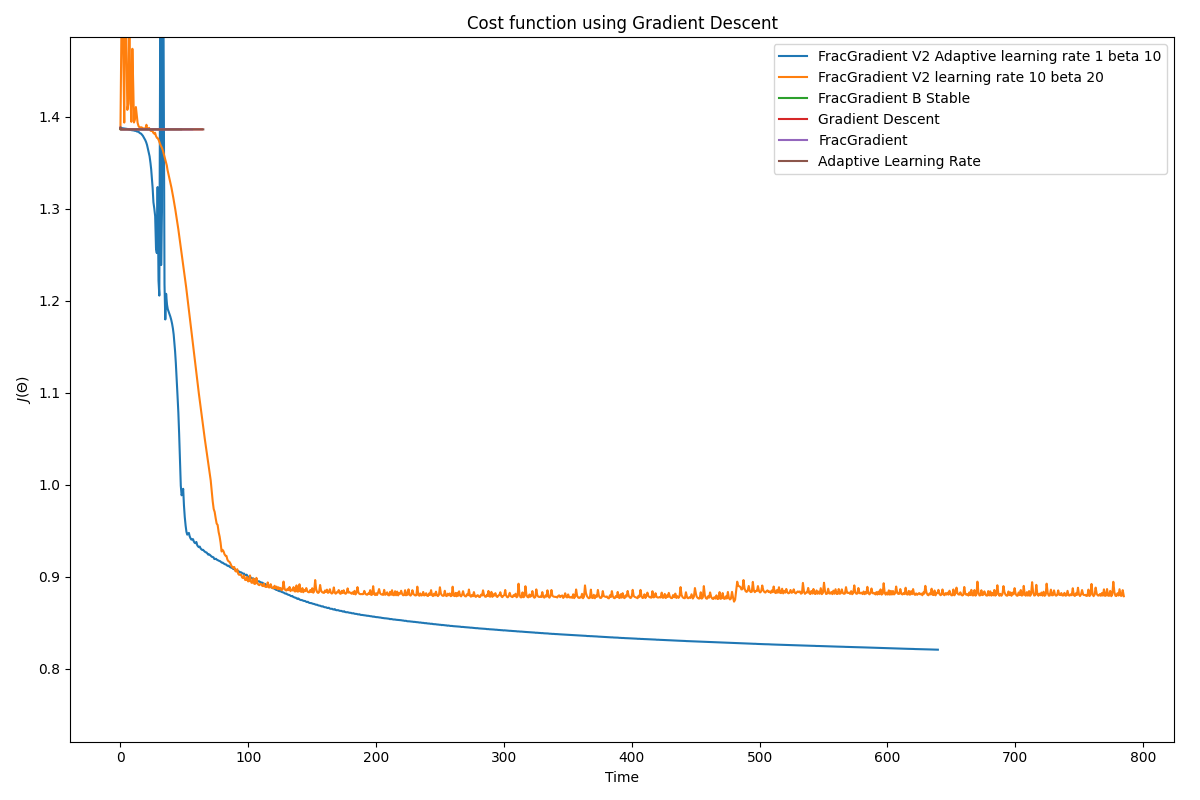 Cost function using Gradient Descent
FracGradient V2 Adaptive learning rate 1 beta 10
FracGradient V2 learning rate 10 beta 20
FracGradient B Stable
Gradient Descent
FracGradient
Adaptive Learning Rate
1.4
1.3
1.2
1.1
1.0
0.9
0.8
J(Θ)
0 100 200 300 400 500 600 700 800
Time